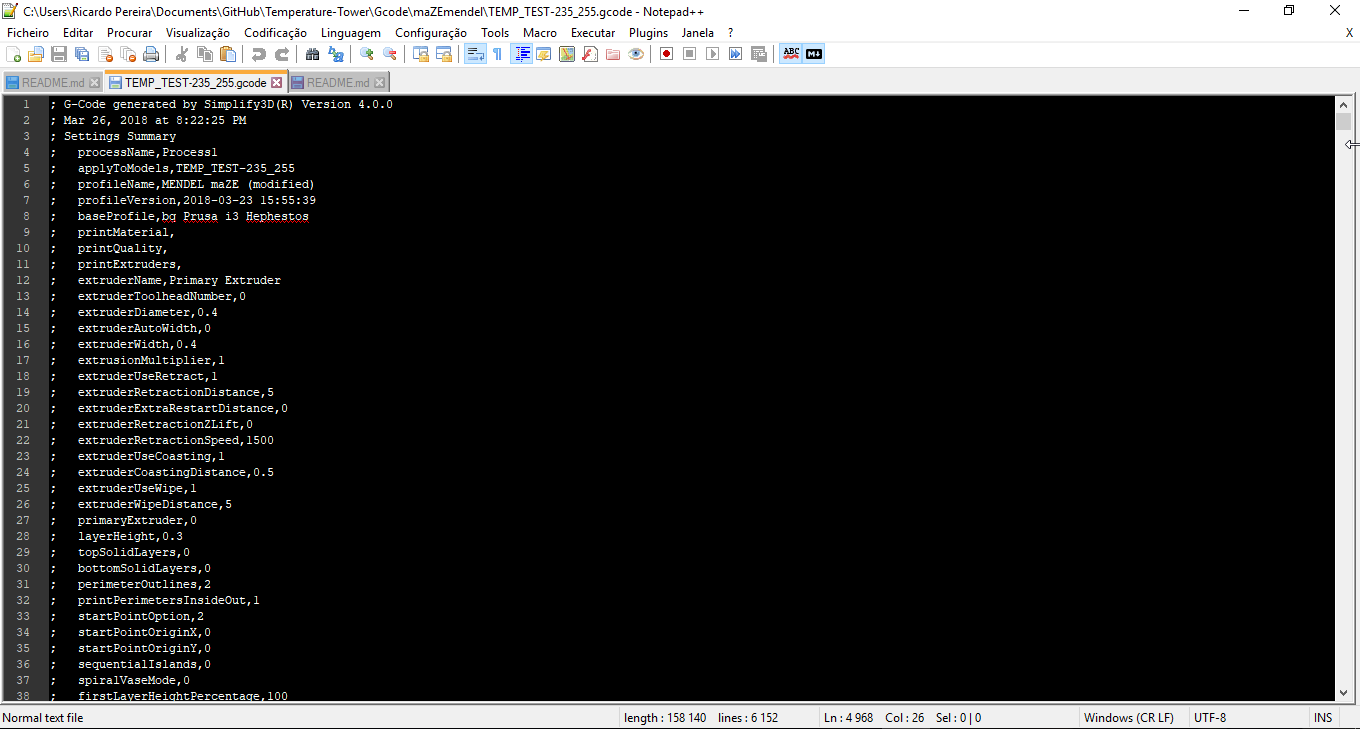 C:\Users\Ricardo Pereira\Documents\GitHub\Temperature-Tower\Gcode\maZEmendel\TEMP_TEST-235_255.gcode - Notepad++
Ficheiro Editar Procurar Visualização Codificação Linguagem Configuração Tools Macro Executar Plugins Janela ? X
ABC M↓
README.md TEMP_TEST-235_255.gcode README.md
1 ; G-Code generated by Simplify3D(R) Version 4.0.0
2 ; Mar 26, 2018 at 8:22:25 PM
3 ; Settings Summary
4 ;   processName,Process1
5 ;   applyToModels,TEMP_TEST-235_255
6 ;   profileName,MENDEL maZE (modified)
7 ;   profileVersion,2018-03-23 15:55:39
8 ;   baseProfile,bq Prusa i3 Hephestos
9 ;   printMaterial,
10 ;   printQuality,
11 ;   printExtruders,
12 ;   extruderName,Primary Extruder
13 ;   extruderToolheadNumber,0
14 ;   extruderDiameter,0.4
15 ;   extruderAutoWidth,0
16 ;   extruderWidth,0.4
17 ;   extrusionMultiplier,1
18 ;   extruderUseRetract,1
19 ;   extruderRetractionDistance,5
20 ;   extruderExtraRestartDistance,0
21 ;   extruderRetractionZLift,0
22 ;   extruderRetractionSpeed,1500
23 ;   extruderUseCoasting,1
24 ;   extruderCoastingDistance,0.5
25 ;   extruderUseWipe,1
26 ;   extruderWipeDistance,5
27 ;   primaryExtruder,0
28 ;   layerHeight,0.3
29 ;   topSolidLayers,0
30 ;   bottomSolidLayers,0
31 ;   perimeterOutlines,2
32 ;   printPerimetersInsideOut,1
33 ;   startPointOption,2
34 ;   startPointOriginX,0
35 ;   startPointOriginY,0
36 ;   sequentialIslands,0
37 ;   spiralVaseMode,0
38 ;   firstLayerHeightPercentage,100
Normal text file length : 158 140 lines : 6 152 Ln : 4 968 Col : 26 Sel : 0 | 0 Windows (CR LF) UTF-8 INS